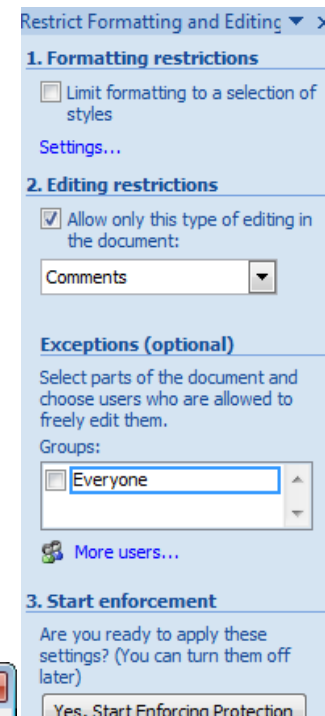 Restrict Formatting and Editing
1. Formatting restrictions
Limit formatting to a selection of
styles
Settings...
2. Editing restrictions
Allow only this type of editing in
the document:
Comments
Exceptions (optional)
Select parts of the document and
choose users who are allowed to
freely edit them.
Groups:
Everyone
More users...
3. Start enforcement
Are you ready to apply these
settings? (You can turn them off
later)
Yes, Start Enforcing Protection